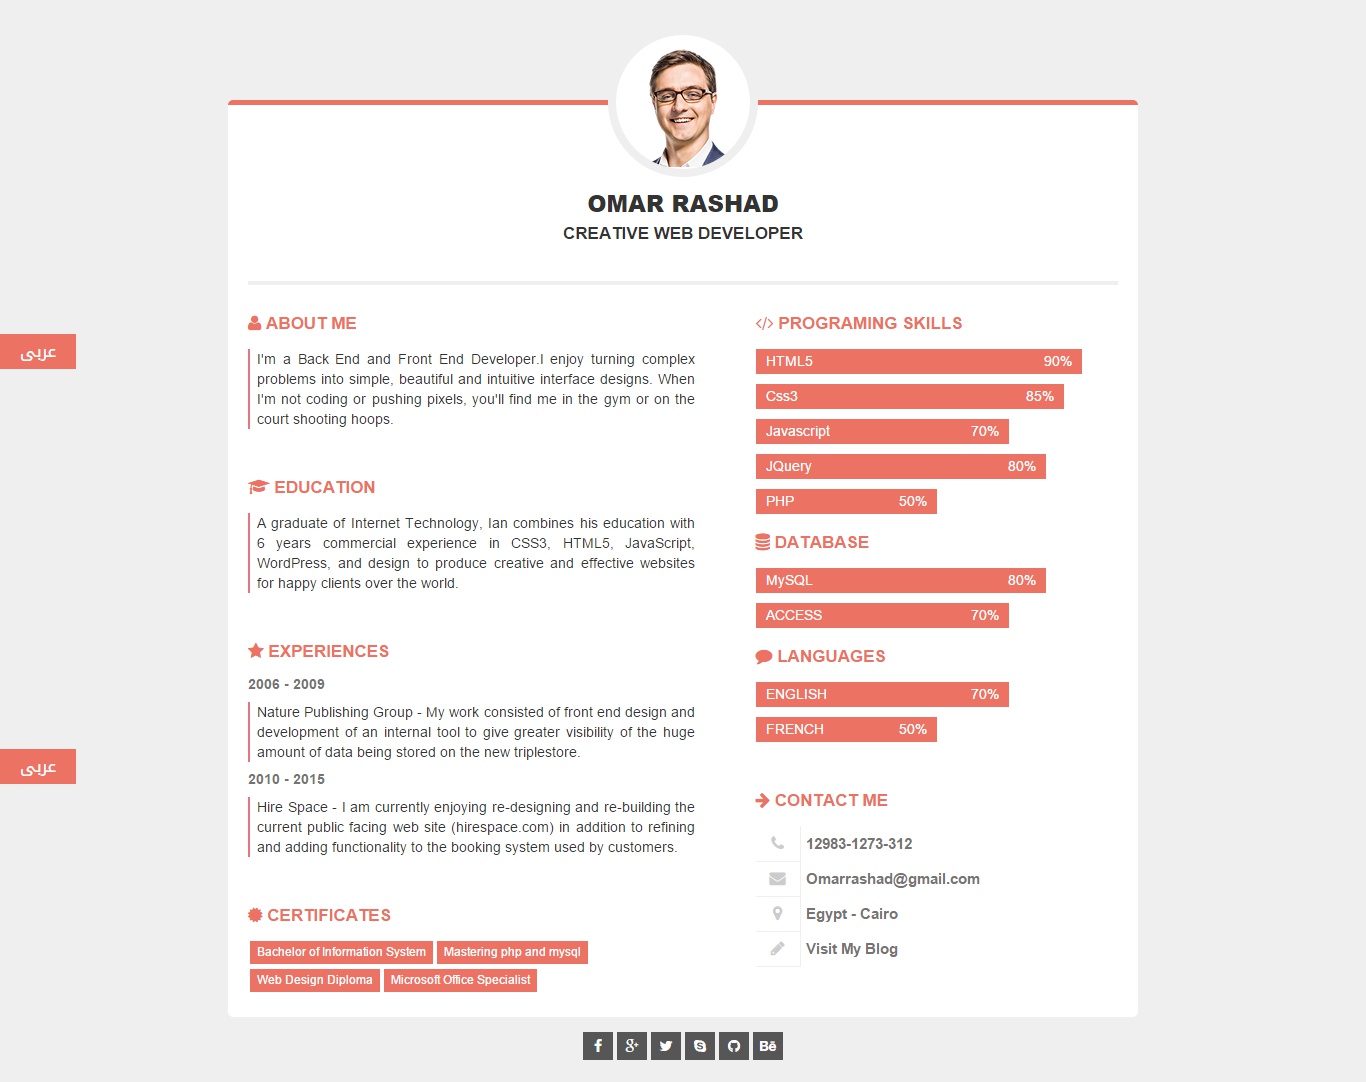 OMAR RASHAD
CREATIVE WEB DEVELOPER
عربى
ABOUT ME
I'm a Back End and Front End Developer.I enjoy turning complex
problems into simple, beautiful and intuitive interface designs. When
I'm not coding or pushing pixels, you'll find me in the gym or on the
court shooting hoops.
EDUCATION
A graduate of Internet Technology, Ian combines his education with
6 years commercial experience in CSS3, HTML5, JavaScript,
WordPress, and design to produce creative and effective websites
for happy clients over the world.
EXPERIENCES
2006 - 2009
Nature Publishing Group - My work consisted of front end design and
development of an internal tool to give greater visibility of the huge
amount of data being stored on the new triplestore.
عربى
2010 - 2015
Hire Space - I am currently enjoying re-designing and re-building the
current public facing web site (hirespace.com) in addition to refining
and adding functionality to the booking system used by customers.
CERTIFICATES
Bachelor of Information System Mastering php and mysql
Web Design Diploma Microsoft Office Specialist
</> PROGRAMING SKILLS
HTML5 90%
Css3 85%
Javascript 70%
JQuery 80%
PHP 50%
DATABASE
MySQL 80%
ACCESS 70%
LANGUAGES
ENGLISH 70%
FRENCH 50%
CONTACT ME
12983-1273-312
Omarrashad@gmail.com
Egypt - Cairo
Visit My Blog
f g+ Bē